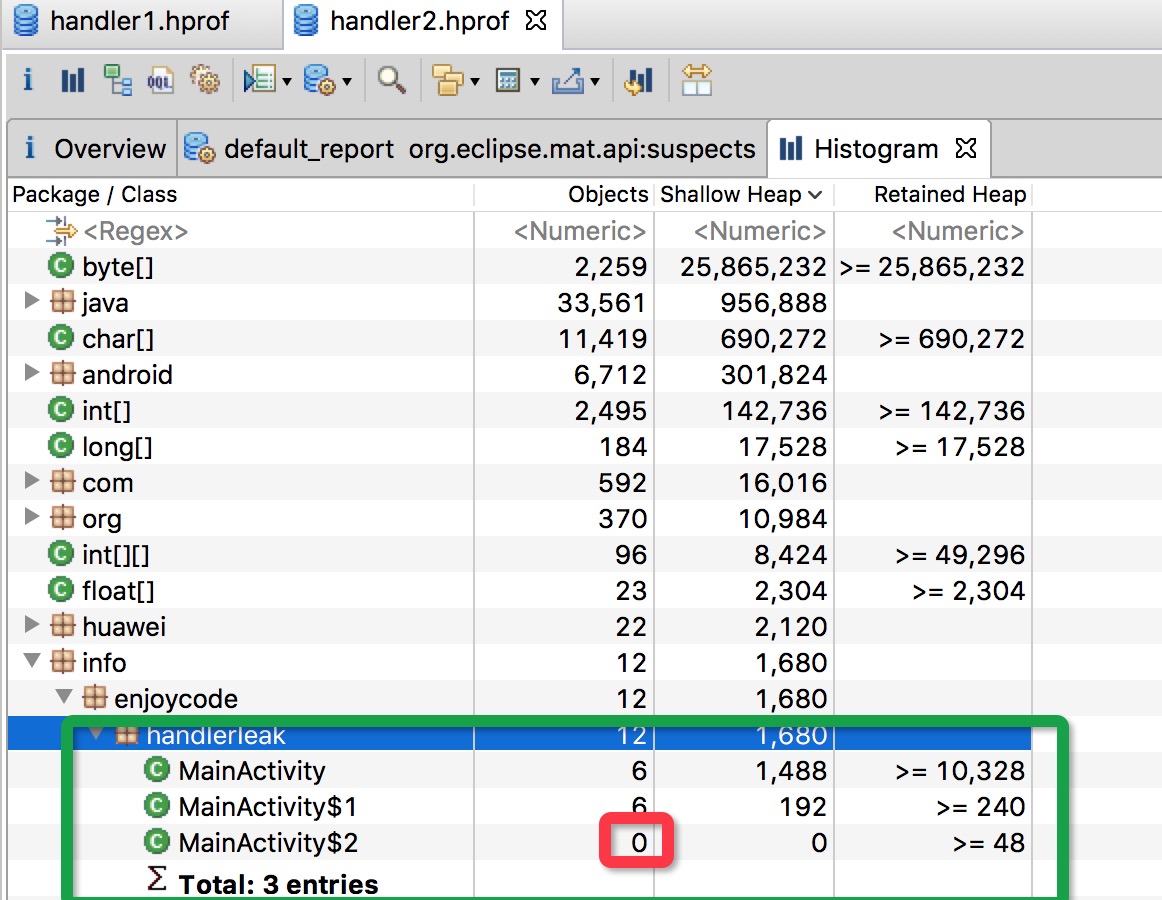 handler1.hprof handler2.hprof
i OQL
i Overview default_report org.eclipse.mat.api:suspects Histogram
Package / Class Objects Shallow Heap Retained Heap
<Regex> <Numeric> <Numeric> <Numeric>
C byte[] 2,259 25,865,232 >= 25,865,232
java 33,561 956,888
C char[] 11,419 690,272 >= 690,272
android 6,712 301,824
C int[] 2,495 142,736 >= 142,736
C long[] 184 17,528 >= 17,528
com 592 16,016
org 370 10,984
C int[][] 96 8,424 >= 49,296
C float[] 23 2,304 >= 2,304
huawei 22 2,120
info 12 1,680
enjoycode 12 1,680
handlerleak 12 1,680
C MainActivity 6 1,488 >= 10,328
C MainActivity$1 6 192 >= 240
C MainActivity$2 0 0 >= 48
Σ Total: 3 entries